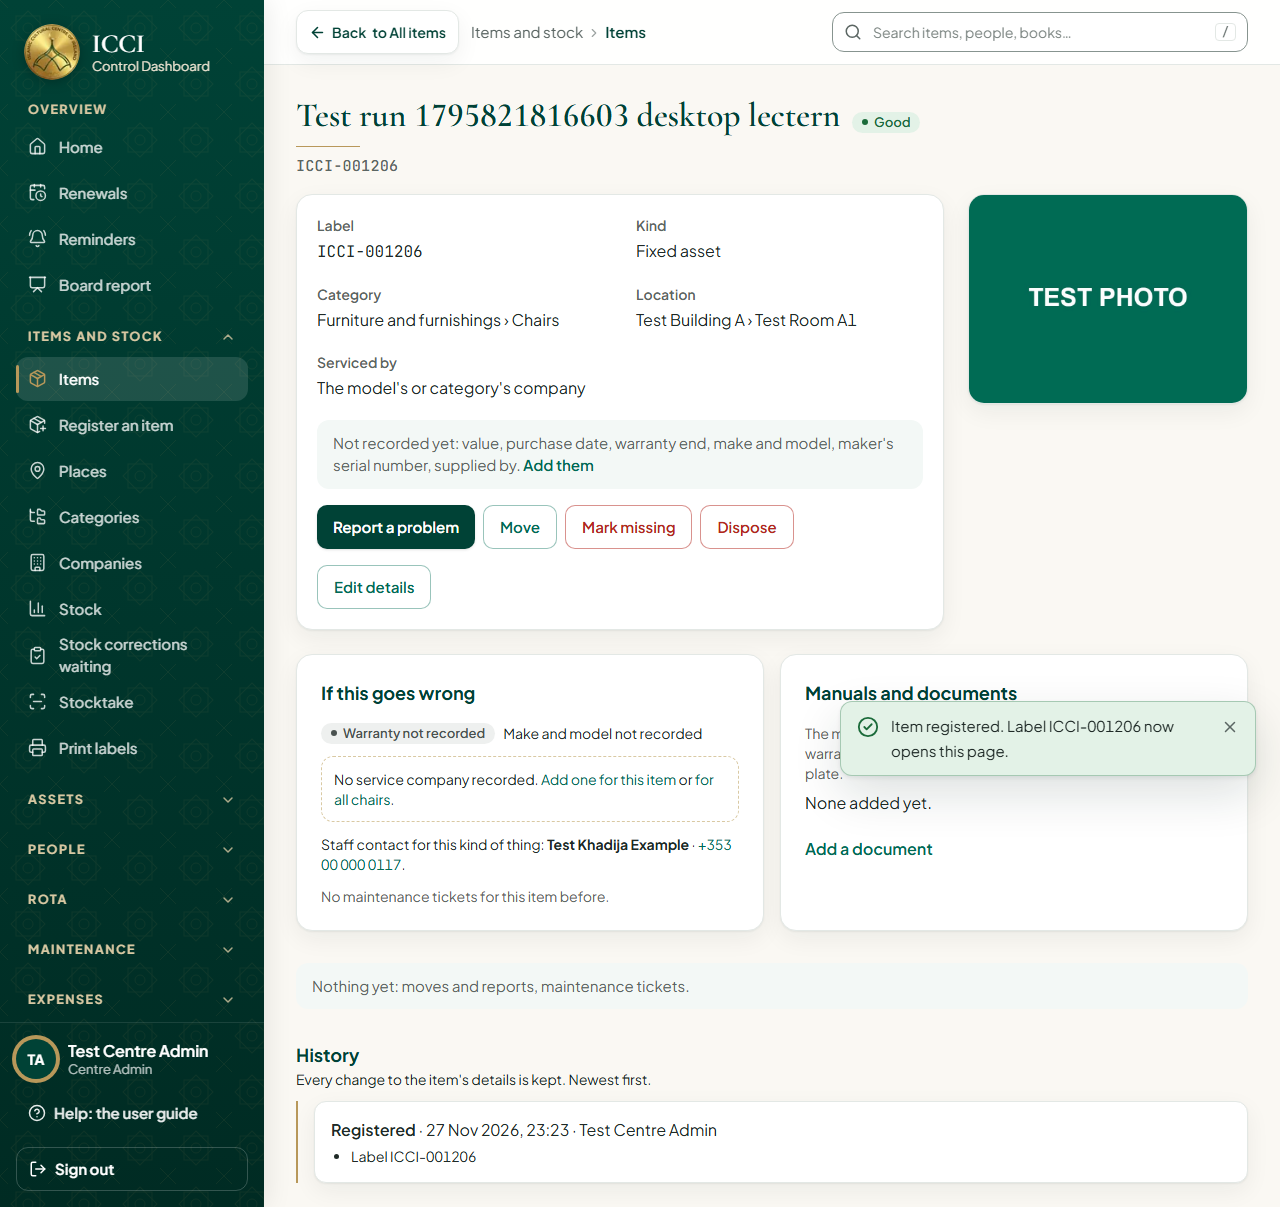 ICCI
Control Dashboard
OVERVIEW
Home
Renewals
Reminders
Board report
ITEMS AND STOCK
Items
Register an item
Places
Categories
Companies
Stock
Stock corrections
waiting
Stocktake
Print labels
ASSETS
PEOPLE
ROTA
MAINTENANCE
EXPENSES
TA
Test Centre Admin
Centre Admin
Help: the user guide
Sign out
Back to All items
Items and stock › Items
Search items, people, books... /
Test run 1795821816603 desktop lectern
Good
ICCI-001206
Label
ICCI-001206
Kind
Fixed asset
Category
Furniture and furnishings › Chairs
Location
Test Building A › Test Room A1
Serviced by
The model's or category's company
Not recorded yet: value, purchase date, warranty end, make and model, maker's
serial number, supplied by. Add them
Report a problem
Move
Mark missing
Dispose
Edit details
TEST PHOTO
If this goes wrong
Warranty not recorded
Make and model not recorded
No service company recorded. Add one for this item or for
all chairs.
Staff contact for this kind of thing: Test Khadija Example · +353
00 000 0117.
No maintenance tickets for this item before.
Manuals and documents
The
warra
plate.
None added yet.
Add a document
Item registered. Label ICCI-001206 now
opens this page.
Nothing yet: moves and reports, maintenance tickets.
History
Every change to the item's details is kept. Newest first.
Registered · 27 Nov 2026, 23:23 · Test Centre Admin
Label ICCI-001206